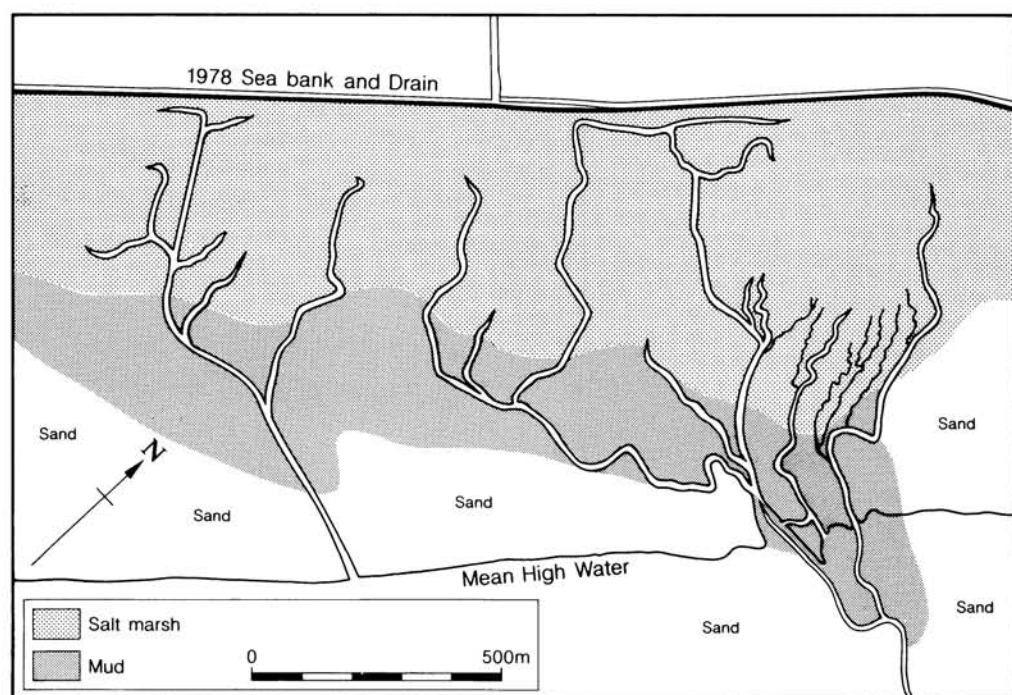 1978 Sea bank and Drain
Sand
N
Sand
Sand
Sand
Mean High Water
Sand
Sand
Salt marsh
Mud
0
500m